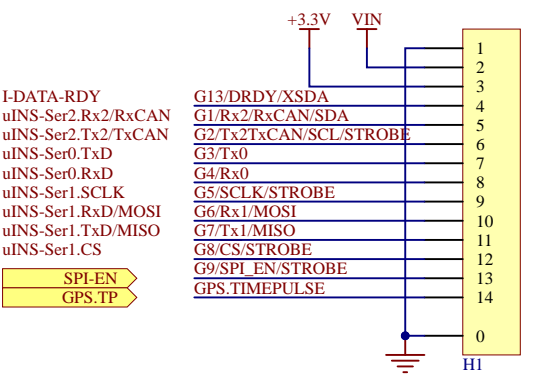 +3.3V VIN
1
2
3
I-DATA-RDY G13/DRDY/XSDA 4
uINS-Ser2.Rx2/RxCAN G1/Rx2/RxCAN/SDA 5
uINS-Ser2.Tx2/TxCAN G2/Tx2TxCAN/SCL/STROBE 6
uINS-Ser0.TxD G3/Tx0 7
uINS-Ser0.RxD G4/Rx0 8
uINS-Ser1.SCLK G5/SCLK/STROBE 9
uINS-Ser1.RxD/MOSI G6/Rx1/MOSI 10
uINS-Ser1.TxD/MISO G7/Tx1/MISO 11
uINS-Ser1.CS G8/CS/STROBE 12
SPI-EN G9/SPI_EN/STROBE 13
GPS.TP GPS.TIMEPULSE 14
0
H1